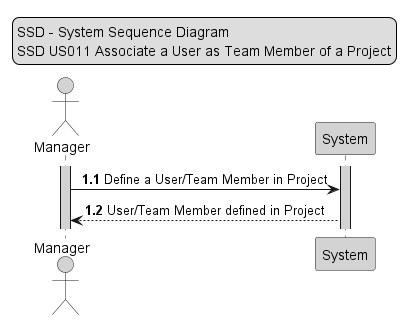 SSD - System Sequence Diagram
SSD US011 Associate a User as Team Member of a Project
Manager
System
1.1 Define a User/Team Member in Project
1.2 User/Team Member defined in Project
Manager
System